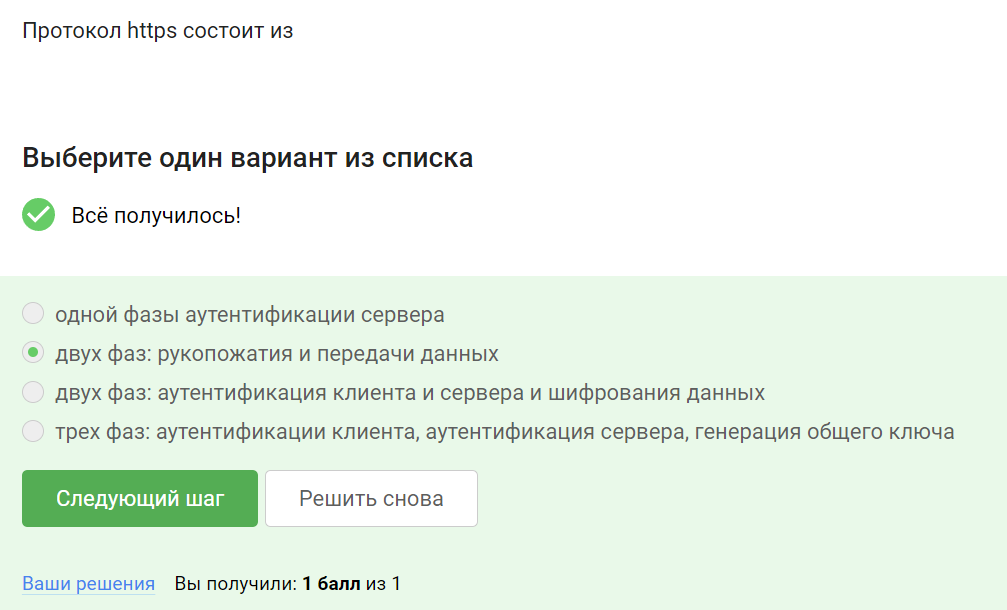 Протокол https состоит из
Выберите один вариант из списка
Всё получилось!
одной фазы аутентификации сервера
двух фаз: рукопожатия и передачи данных
двух фаз: аутентификация клиента и сервера и шифрования данных
трех фаз: аутентификации клиента, аутентификация сервера, генерация общего ключа
Следующий шаг Решить снова
Ваши решения Вы получили: 1 балл из 1